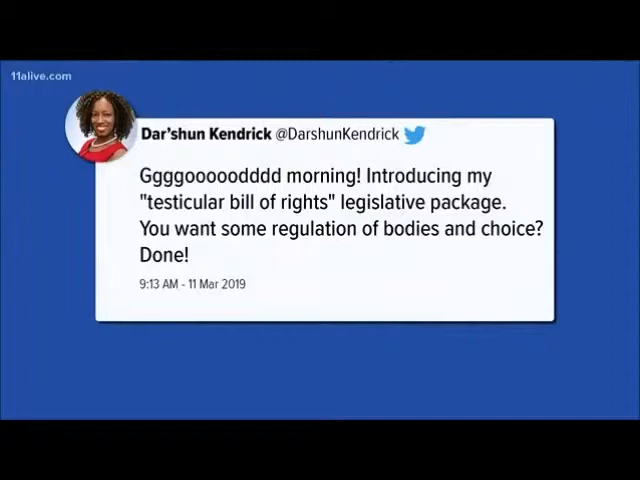 11alive.com
Dar'shun Kendrick @DarshunKendrick
Ggggooooodddd morning! Introducing my
"testicular bill of rights" legislative package.
You want some regulation of bodies and choice?
Done!
9:13 AM - 11 Mar 2019